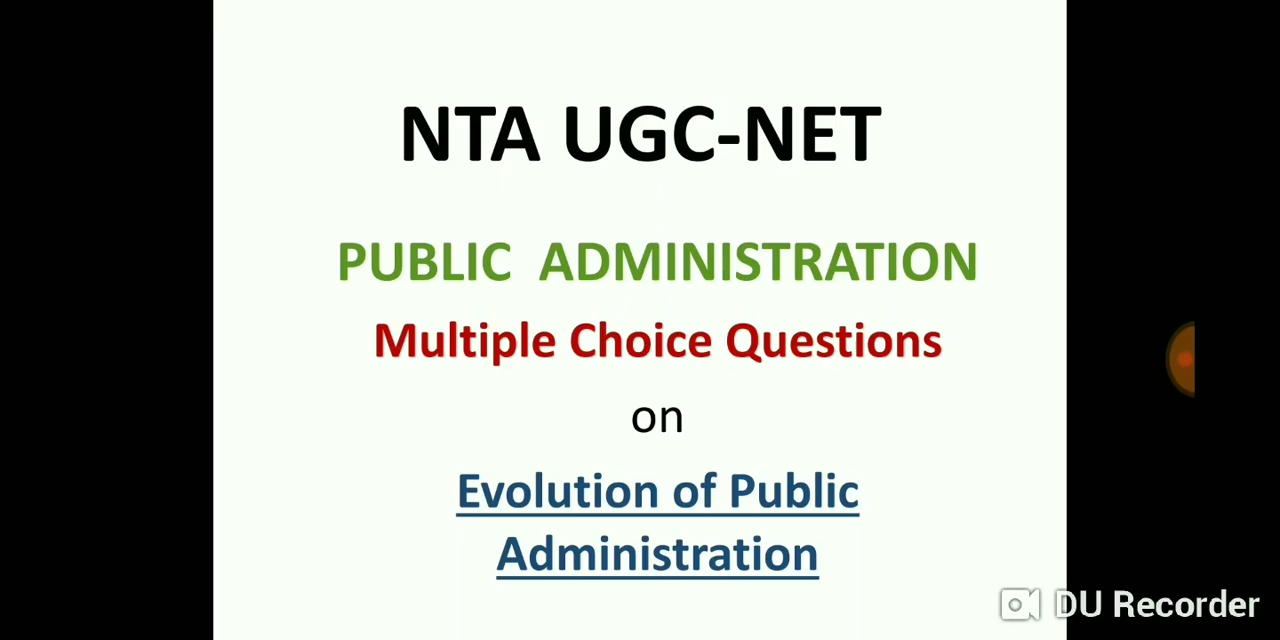 NTA UGC-NET
PUBLIC ADMINISTRATION
Multiple Choice Questions
on
Evolution of Public
Administration
DU Recorder